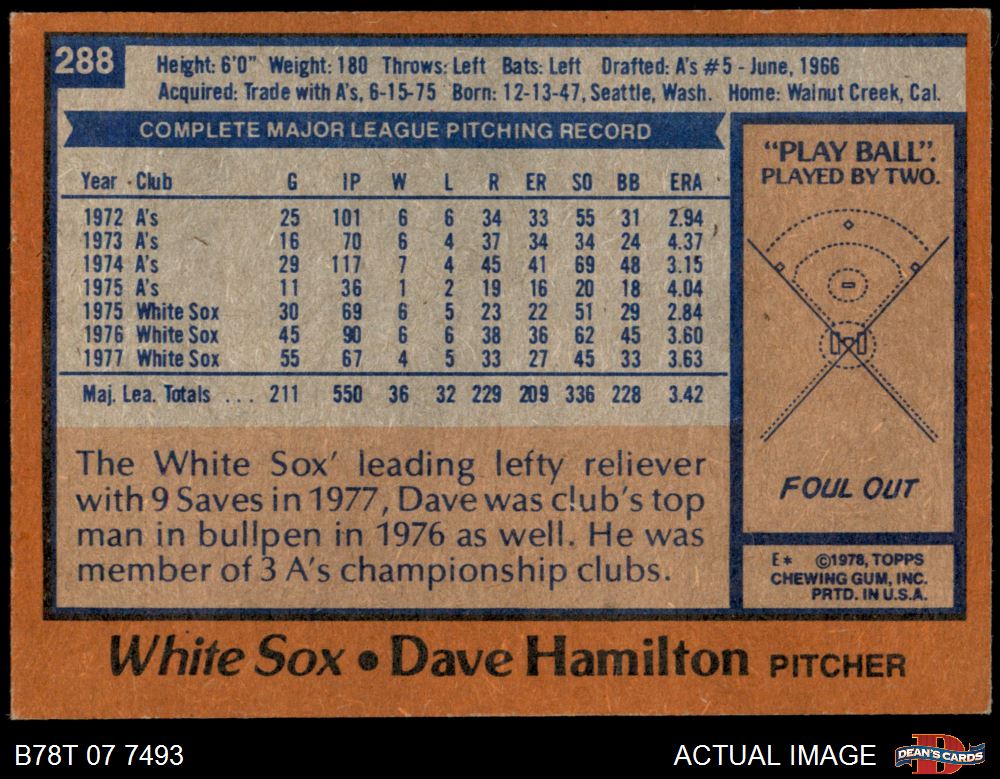 288
Height: 6'0" Weight: 180 Throws: Left Bats: Left Drafted: A's #5 - June, 1966
Acquired: Trade with A's, 6-15-75 Born: 12-13-47, Seattle, Wash. Home: Walnut Creek, Cal.
COMPLETE MAJOR LEAGUE PITCHING RECORD
Year Club G IP W L R ER SO BB ERA
1972 A's 25 101 6 6 34 33 55 31 2.94
1973 A's 16 70 6 4 37 34 34 24 4.37
1974 A's 29 117 7 4 45 41 69 48 3.15
1975 A's 11 36 1 2 19 16 20 18 4.04
1975 White Sox 30 69 6 5 23 22 51 29 2.84
1976 White Sox 45 90 6 6 38 36 62 45 3.60
1977 White Sox 55 67 4 5 33 27 45 33 3.63
Maj. Lea. Totals ... 211 550 36 32 229 209 336 228 3.42
The White Sox' leading lefty reliever
with 9 Saves in 1977, Dave was club's top
man in bullpen in 1976 as well. He was
member of 3 A's championship clubs.
"PLAY BALL".
PLAYED BY TWO.
FOUL OUT
E* ©1978, TOPPS
CHEWING GUM, INC.
PRTD. IN U.S.A.
White Sox • Dave Hamilton PITCHER
B78T 07 7493
ACTUAL IMAGE
D
DEAN'S CARDS